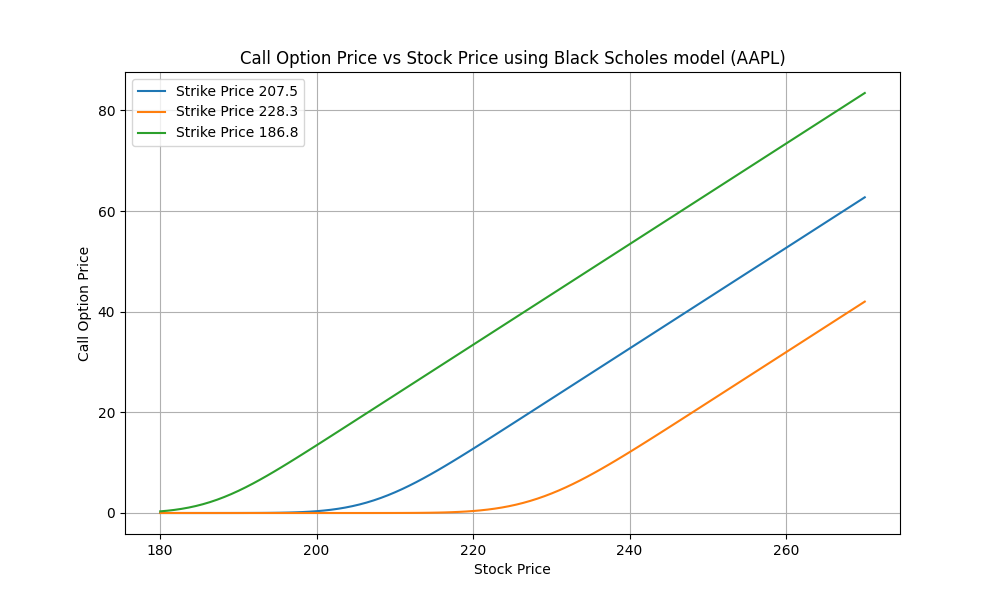 Call Option Price vs Stock Price using Black Scholes model (AAPL)
Strike Price 207.5
Strike Price 228.3
Strike Price 186.8
80
60
40
20
0
Call Option Price
180
200
220
240
260
Stock Price